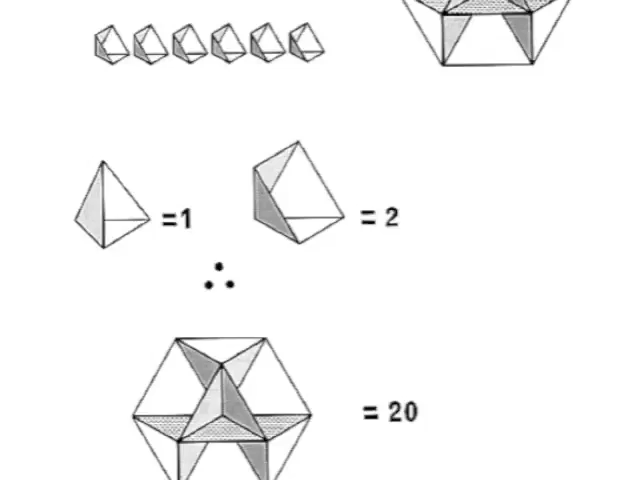 =1
= 2
∴
= 20